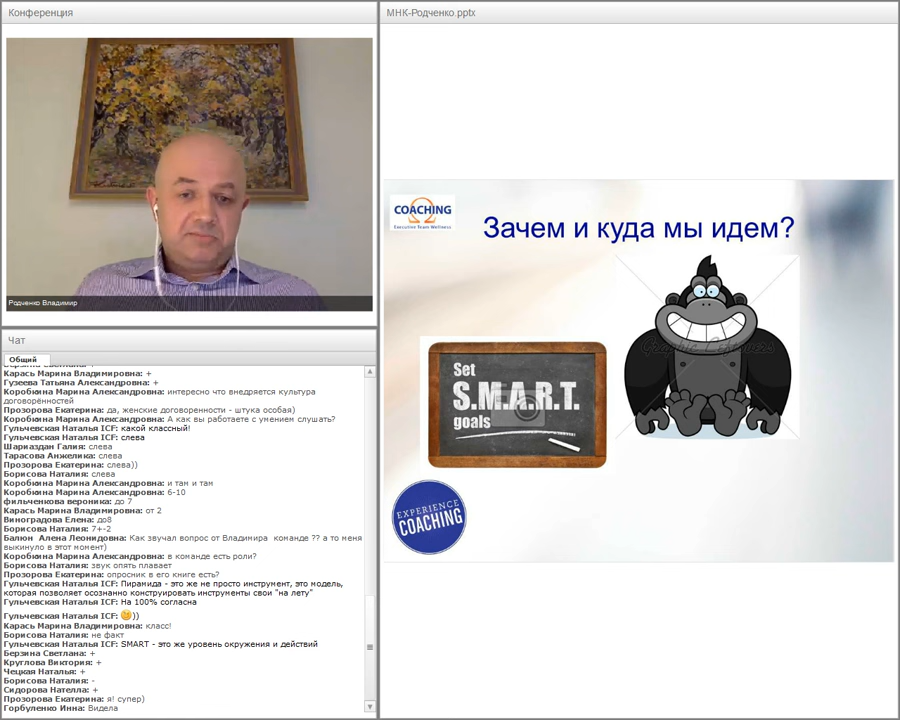 Конференция
Родченко Владимир
Чат
Общий
Карась Марина Владимировна: +
Гузеева Татьяна Александровна: +
Коробкина Марина Александровна: интересно что внедряется культура
договорённостей
Прозорова Екатерина: да, женские договоренности - штука особая)
Коробкина Марина Александровна: А как вы работаете с умением слушать?
Гульчевская Наталья ICF: какой классный!
Гульчевская Наталья ICF: слева
Шариаздан Галия: слева
Тарасова Анжелика: слева
Прозорова Екатерина: слева))
Борисова Наталия: слева
Коробкина Марина Александровна: и там и там
Коробкина Марина Александровна: 6-10
фильченкова вероника: до 7
Карась Марина Владимировна: от 2
Виноградова Елена: до8
Борисова Наталия: 7+-2
Балюн Алена Леонидовна: Как звучал вопрос от Владимира команде ?? а то меня
выкинуло в этот момент)
Коробкина Марина Александровна: в команде есть роли?
Борисова Наталия: звук опять плавает
Прозорова Екатерина: опросник в его книге есть?
Гульчевская Наталья ICF: Пирамида - это же не просто инструмент, это модель,
которая позволяет осознанно конструировать инструменты свои "на лету"
Гульчевская Наталья ICF: На 100% согласна
Гульчевская Наталья ICF: ))
Карась Марина Владимировна: класс!
Борисова Наталия: не факт
Гульчевская Наталья ICF: SMART - это же уровень окружения и действий
Берзина Светлана: +
Круглова Виктория: +
Чецкая Наталья: +
Борисова Наталия: -
Сидорова Нателла: +
Прозорова Екатерина: я! супер)
Горбуленко Инна: Видела
МНК-Родченко.pptx
COACHING
Executive Team Wellness
Зачем и куда мы идем?
Set
S.M.A.R.T.
goals
EXPERIENCE
COACHING